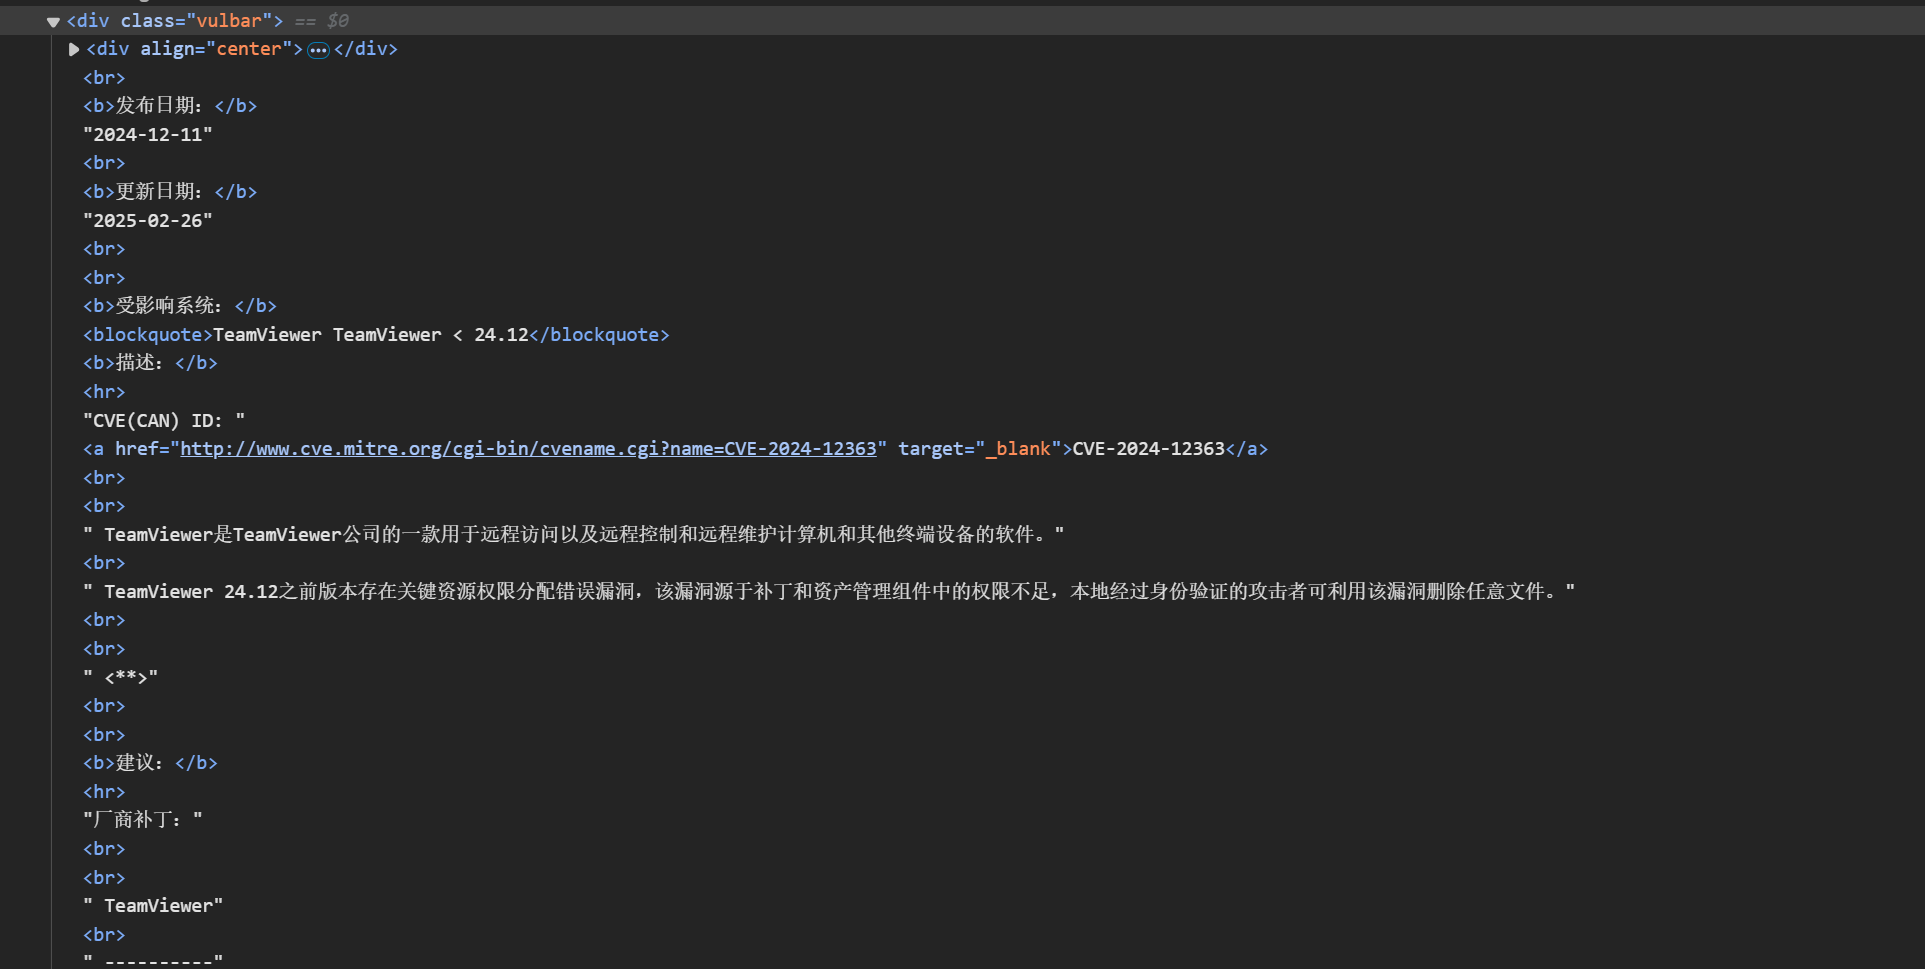 <div class="vulbar"> == $0
<div align="center">…</div>
<br>
<b>发布日期：</b>
"2024-12-11"
<br>
<b>更新日期：</b>
"2025-02-26"
<br>
<br>
<b>受影响系统：</b>
<blockquote>TeamViewer TeamViewer < 24.12</blockquote>
<b>描述：</b>
<hr>
"CVE(CAN) ID: "
<a href="http://www.cve.mitre.org/cgi-bin/cvename.cgi?name=CVE-2024-12363" target="_blank">CVE-2024-12363</a>
<br>
<br>
" TeamViewer是TeamViewer公司的一款用于远程访问以及远程控制和远程维护计算机和其他终端设备的软件。"
<br>
" TeamViewer 24.12之前版本存在关键资源权限分配错误漏洞，该漏洞源于补丁和资产管理组件中的权限不足，本地经过身份验证的攻击者可利用该漏洞删除任意文件。"
<br>
<br>
" <**>"
<br>
<br>
<b>建议：</b>
<hr>
"厂商补丁："
<br>
<br>
" TeamViewer"
<br>
" ----------"